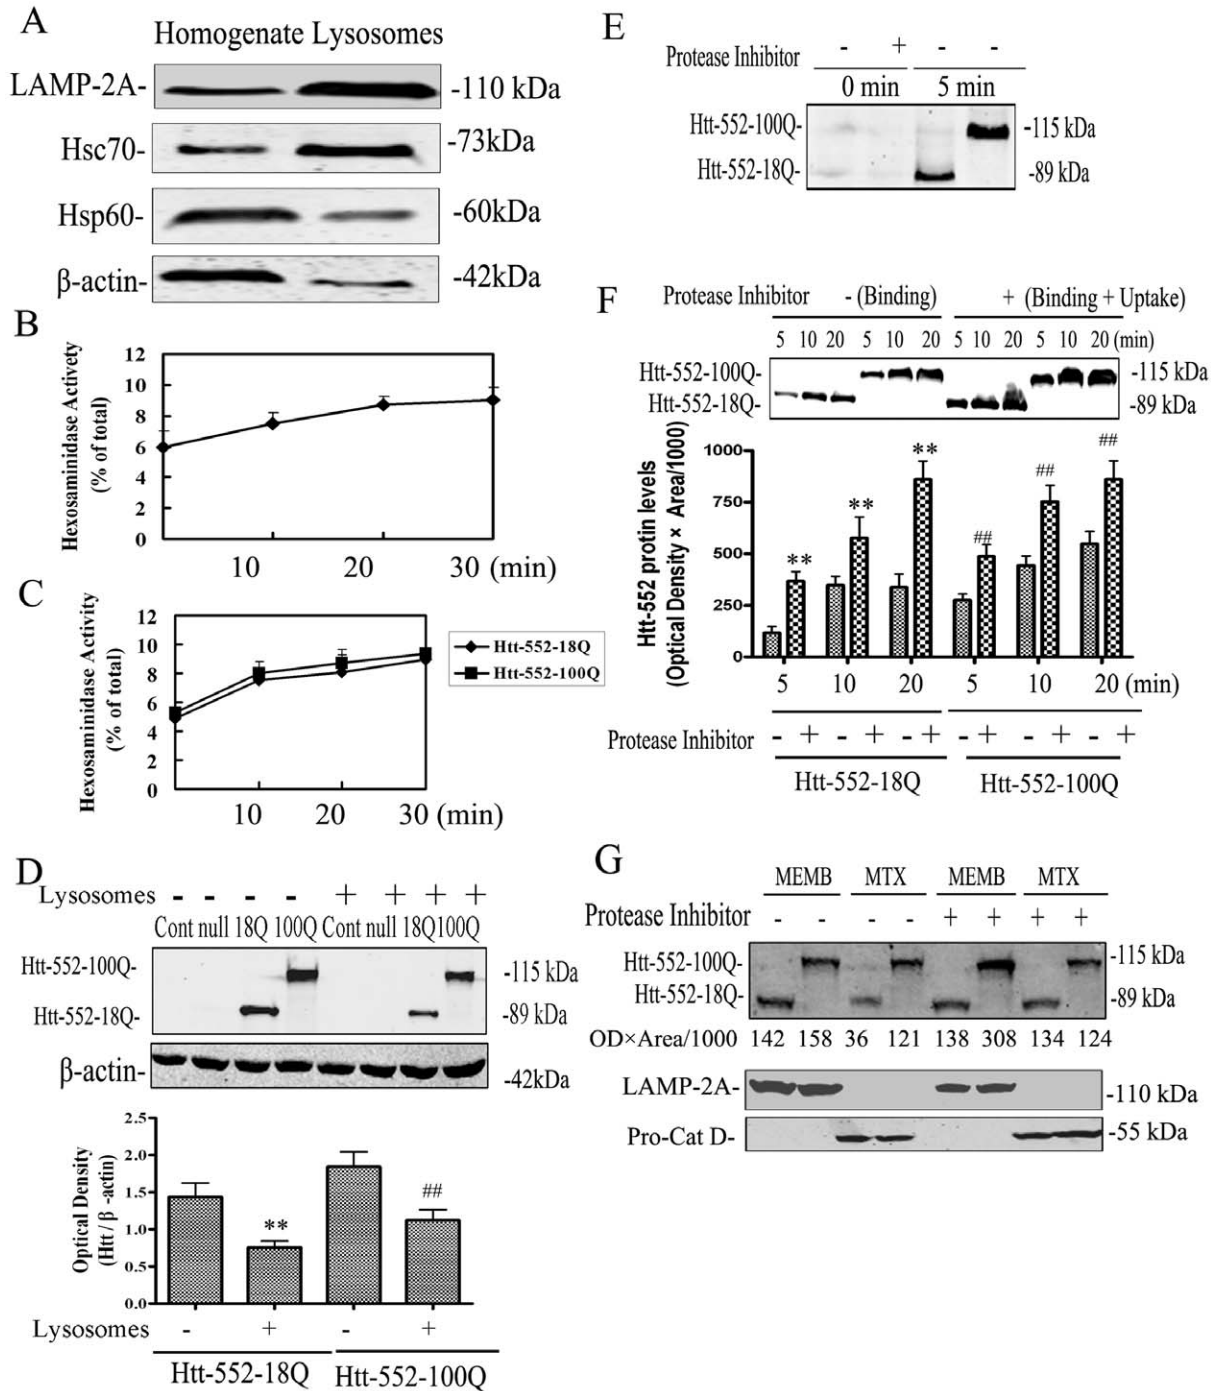 A
Homogenate Lysosomes
LAMP-2A- -110 kDa
Hsc70- -73kDa
Hsp60- -60kDa
β-actin- -42kDa
B
Hexosaminidase Activety
(% of total)
12
10
8
6
4
2
0
10 20 30 (min)
C
Hexosaminidase Activity
(% of total)
12
10
8
6
4
2
0
10 20 30 (min)
Htt-552-18Q
Htt-552-100Q
D
Lysosomes - - - - + + + +
Cont null 18Q 100Q Cont null 18Q100Q
Htt-552-100Q- -115 kDa
Htt-552-18Q- -89 kDa
β-actin- -42kDa
Optical Density
(Htt / β -actin)
2.5
2.0
1.5
1.0
0.5
0.0
**
##
Lysosomes - + - +
Htt-552-18Q Htt-552-100Q
E
Protease Inhibitor - + - -
0 min 5 min
Htt-552-100Q- -115 kDa
Htt-552-18Q- -89 kDa
F
Protease Inhibitor - (Binding) + (Binding + Uptake)
5 10 20 5 10 20 5 10 20 5 10 20 (min)
Htt-552-100Q- -115 kDa
Htt-552-18Q- -89 kDa
Htt-552 protin levels
(Optical Density × Area/1000)
1000
750
500
250
0
** ** ** ## ## ##
5 10 20 5 10 20 (min)
Protease Inhibitor - + - + - + - + - + - +
Htt-552-18Q Htt-552-100Q
G
MEMB MTX MEMB MTX
Protease Inhibitor - - - - + + + +
Htt-552-100Q- -115 kDa
Htt-552-18Q- -89 kDa
OD×Area/1000 142 158 36 121 138 308 134 124
LAMP-2A- -110 kDa
Pro-Cat D- -55 kDa